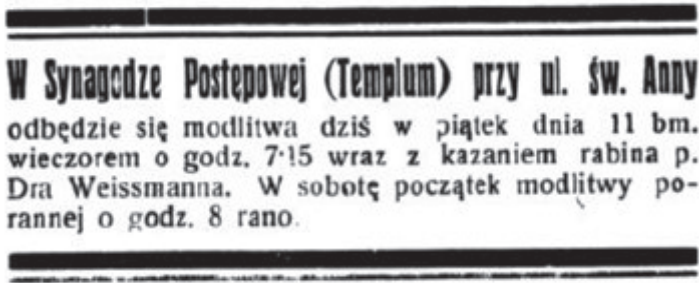 W Synagodze Postępowej (Templum) przy ul. św. Anny
odbędzie się modlitwa dziś w piątek dnia 11 bm.
wieczorem o godz. 7·15 wraz z kazaniem rabina p.
Dra Weissmanna. W sobotę początek modlitwy po-
rannej o godz. 8 rano.